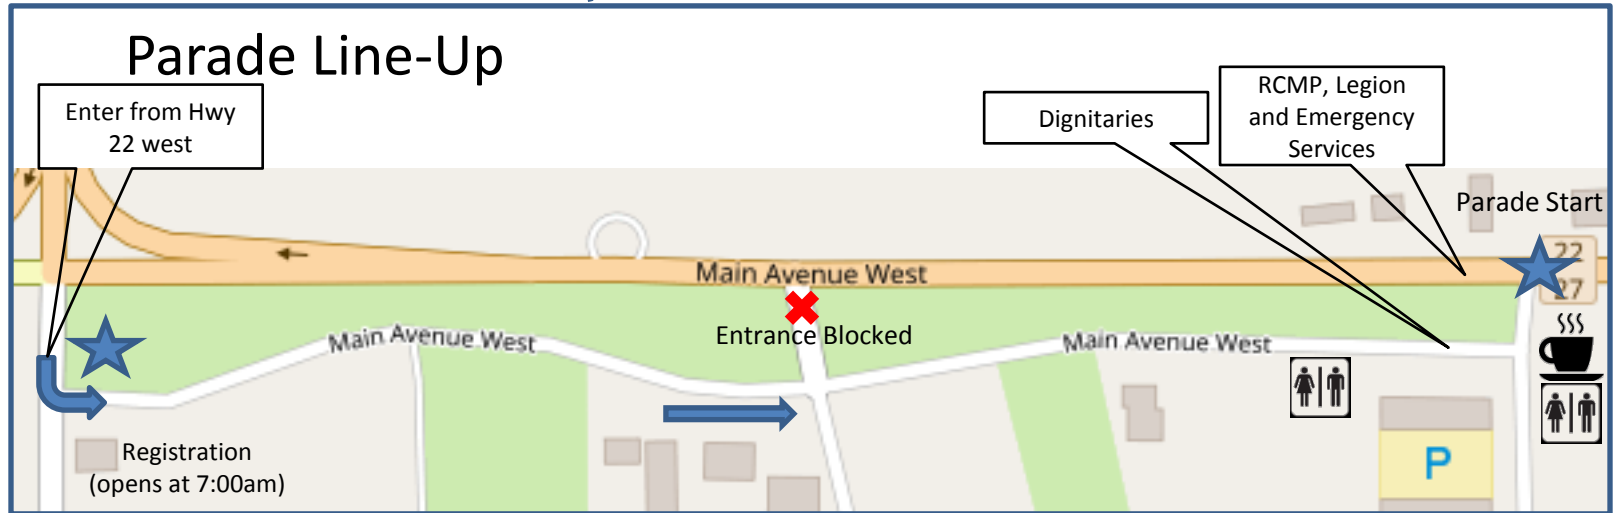 Parade Line-Up
Enter from Hwy
22 west
Dignitaries
RCMP, Legion
and Emergency
Services
Parade Start
22
27
Main Avenue West
Entrance Blocked
Main Avenue West
Main Avenue West
Registration
(opens at 7:00am)
P